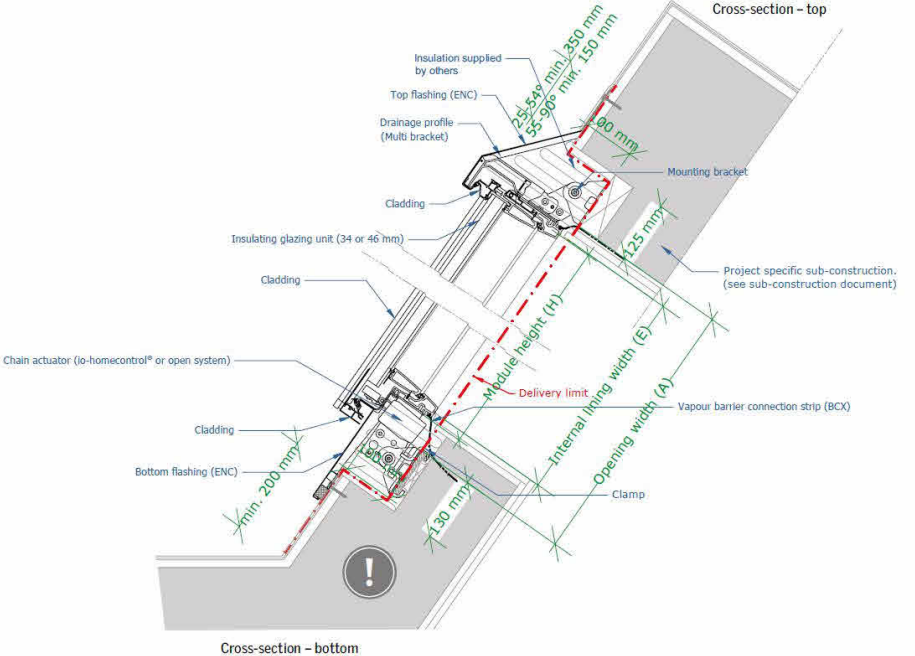 Cross-section – top
25-54° min. 350 mm
55-90° min. 150 mm
Insulation supplied
by others
Top flashing (ENC)
Drainage profile
(Multi bracket)
00 mm
Mounting bracket
Cladding
125 mm
Insulating glazing unit (34 or 46 mm)
Project specific sub-construction.
(see sub-construction document)
Cladding
Module height (H)
Internal lining width (E)
Opening width (A)
Chain actuator (io-homecontrol® or open system)
Delivery limit
Vapour barrier connection strip (BCX)
Cladding
Bottom flashing (ENC)
min. 200 mm
Clamp
130 mm
!
Cross-section – bottom